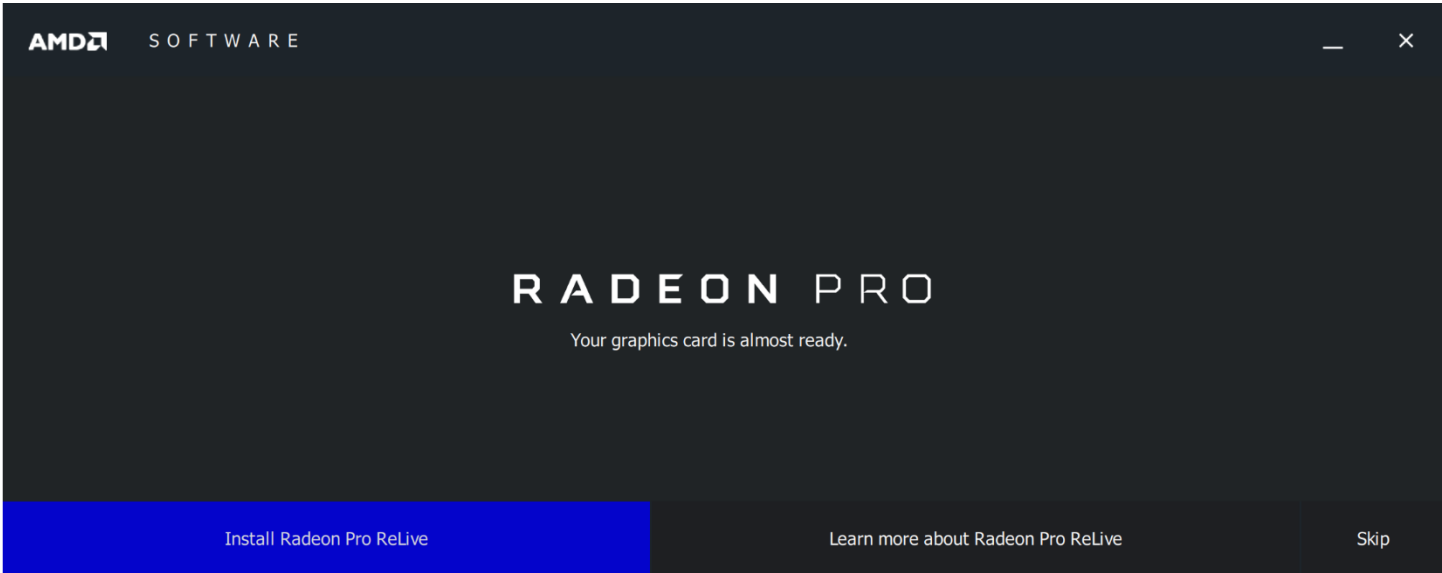 AMD SOFTWARE
RADEON PRO
Your graphics card is almost ready.
Install Radeon Pro ReLive
Learn more about Radeon Pro ReLive
Skip